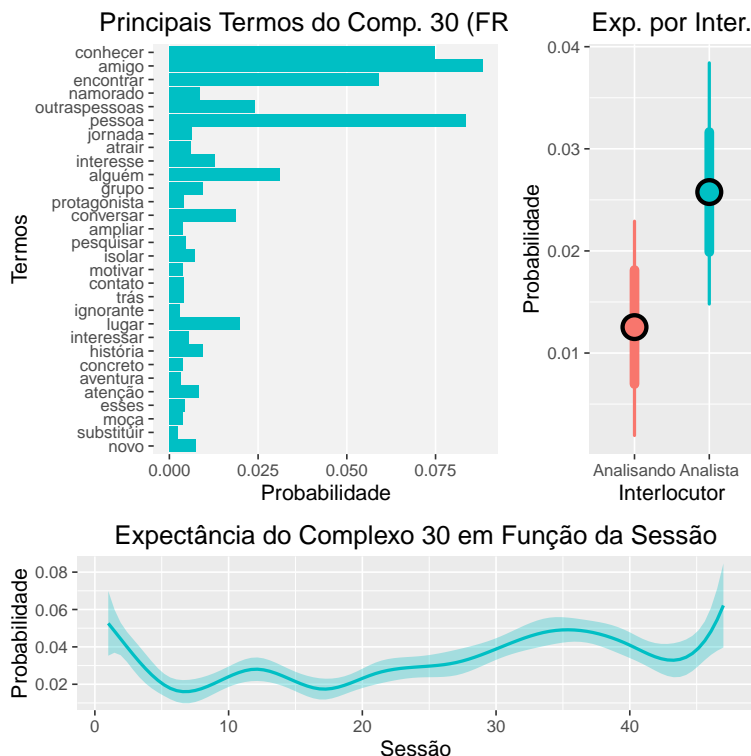 Principais Termos do Comp. 30 (FR
Termos
conhecer
amigo
encontrar
namorado
outraspessoas
pessoa
jornada
atrair
interesse
alguém
grupo
protagonista
conversar
ampliar
pesquisar
isolar
motivar
contato
trás
ignorante
lugar
interessar
história
concreto
aventura
atenção
esses
moça
substituir
novo
0.000 0.025 0.050 0.075
Probabilidade
Exp. por Inter.
Probabilidade
0.04
0.03
0.02
0.01
Analisando Analista
Interlocutor
Expectância do Complexo 30 em Função da Sessão
Probabilidade
0.08
0.06
0.04
0.02
0 10 20 30 40
Sessão